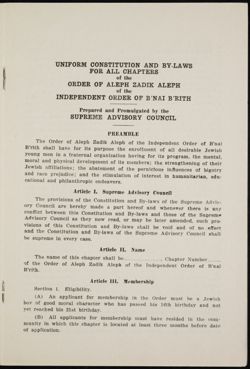 UNIFORM CONSTITUTION AND BY-LAWS
FOR ALL CHAPTERS
of the
ORDER OF ALEPH ZADIK ALEPH
of the
INDEPENDENT ORDER OF B'NAI B'RITH
Prepared and Promulgated by the
SUPREME ADVISORY COUNCIL
PREAMBLE
The Order of Aleph Zadik Aleph of the Independent Order of B'nai
B'rith shall have for its purpose the enrollment of all desirable Jewish
young men in a fraternal organization having for its program, the mental,
moral and physical development of its members; the strengthening of their
Jewish affiliations; the abatement of the pernicious influences of bigotry
and race prejudice; and the stimulation of interest in humanitarian, edu-
cational and philanthropic endeavors.
Article I. Supreme Advisory Council
The provisions of the Constitution and By-laws of the Supreme Advis-
ory Council are hereby made a part hereof and whenever there is any
conflict between this Constitution and By-laws and those of the Supreme
Advisory Council as they now read, or may be later amended, such pro-
visions of this Constitution and By-laws shall be void and of no effect
and the Constitution and By-laws of the Supreme Advisory Council shall
be supreme in every case.
Article II. Name
The name of this chapter shall be ............, Chapter Number......
of the Order of Aleph Zadik Aleph of the Independent Order of B'nai
B'rith.
Article III. Membership
Section 1. Eligibility.
(A) An applicant for membership in the Order must be a Jewish
boy of good moral character who has passed his 16th birthday and not
yet reached his 21st birthday.
(B) All applicants for membership must have resided in the com-
munity in which this chapter is located at least three months before date
of application.